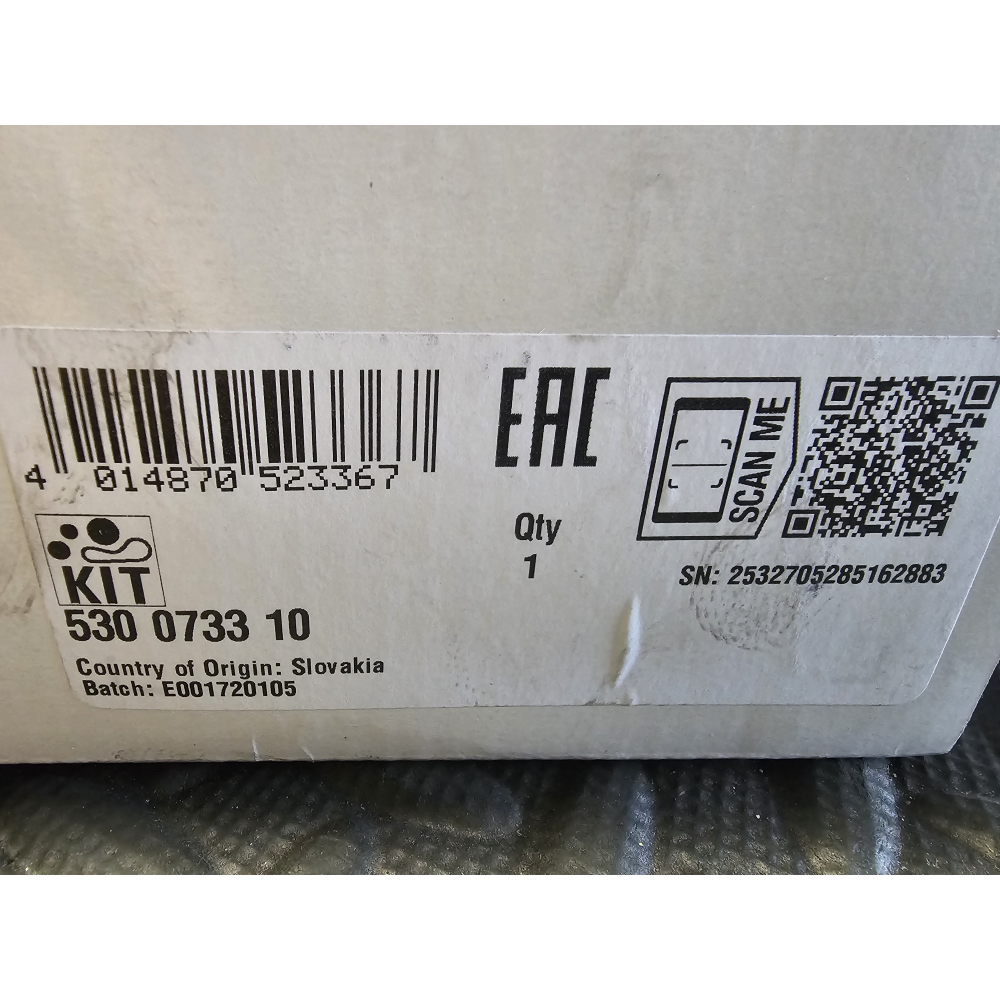 4 014870 523367
EAC
SCAN ME
Qty
1
SN: 2532705285162883
KIT
530 0733 10
Country of Origin: Slovakia
Batch: E001720105